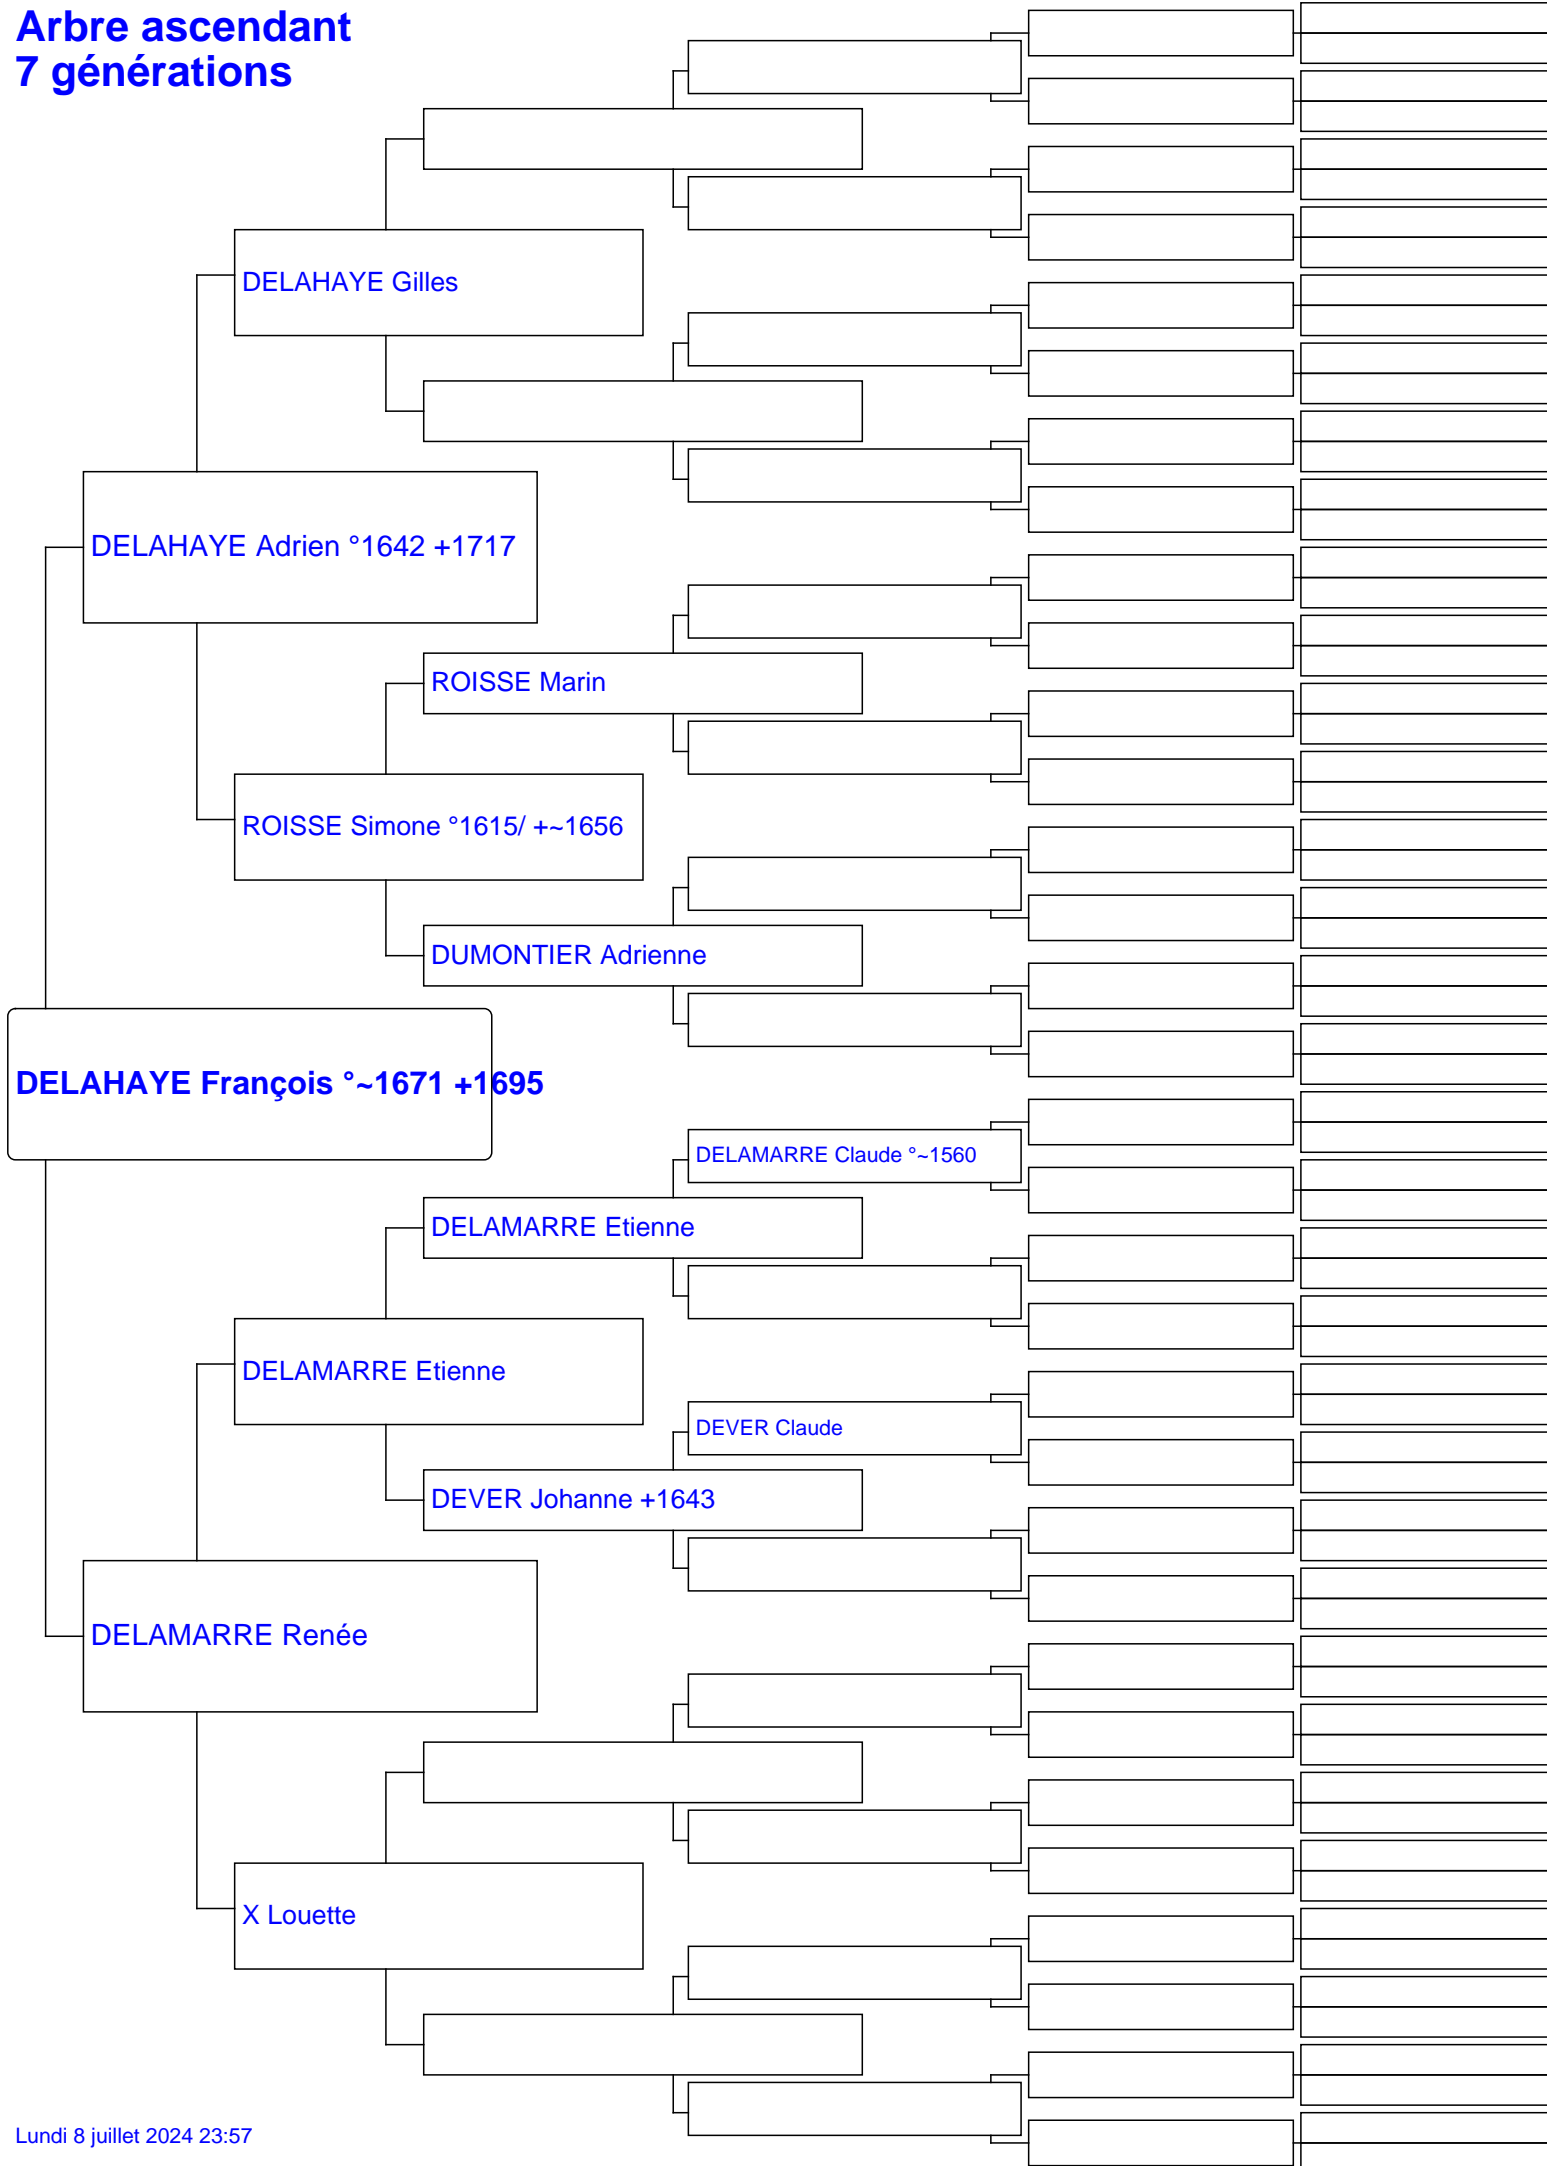 Arbre ascendant
7 générations
DELAHAYE Gilles
DELAHAYE Adrien °1642 +1717
ROISSE Marin
ROISSE Simone °1615/ +~1656
DUMONTIER Adrienne
DELAHAYE François °~1671 +1695
DELAMARRE Claude °~1560
DELAMARRE Etienne
DELAMARRE Etienne
DEVER Claude
DEVER Johanne +1643
DELAMARRE Renée
X Louette
Lundi 8 juillet 2024 23:57